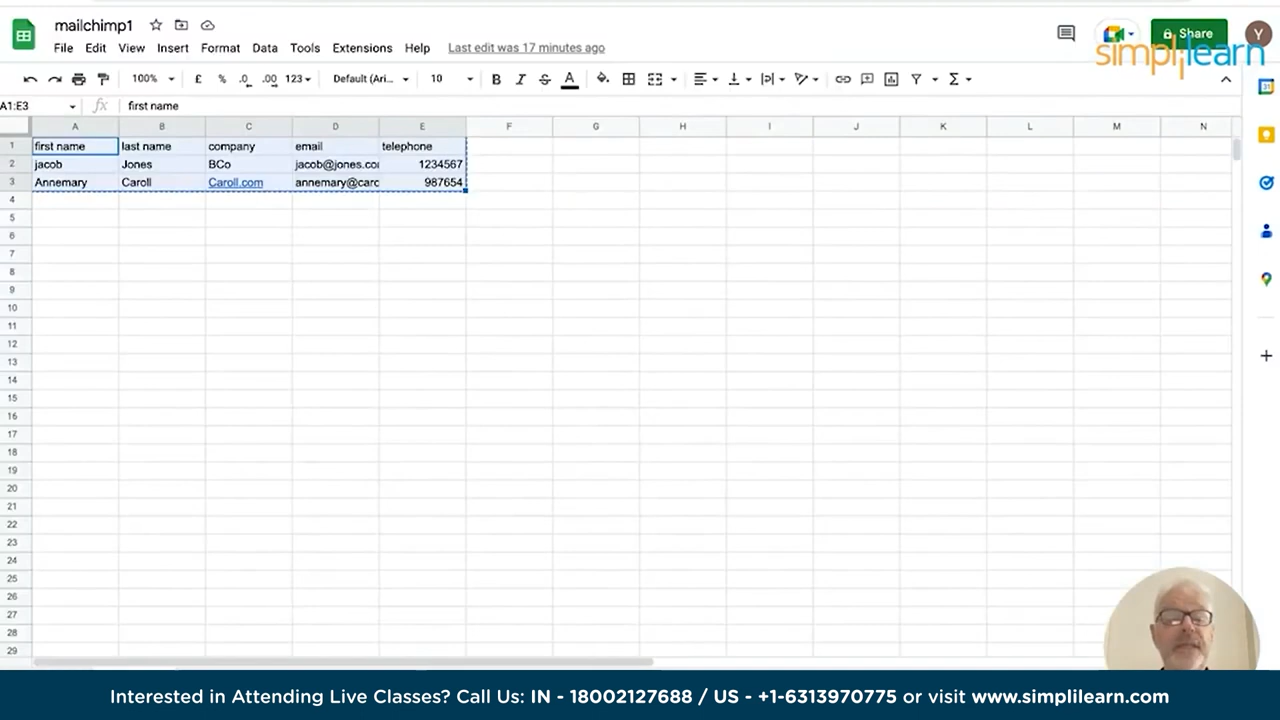 mailchimp1
File Edit View Insert Format Data Tools Extensions Help Last edit was 17 minutes ago
Share
Y
simplilearn
100% £ % .0 .00 123 Default (Ari... 10 B I S A
A1:E3 fx first name
A B C D E F G H I J K L M N
1 first name last name company email telephone
2 jacob Jones BCo jacob@jones.co 1234567
3 Annemary Caroll Caroll.com annemary@carc 987654
4
5
6
7
8
9
10
11
12
13
14
15
16
17
18
19
20
21
22
23
24
25
26
27
28
29
Interested in Attending Live Classes? Call Us: IN - 18002127688 / US - +1-6313970775 or visit www.simplilearn.com